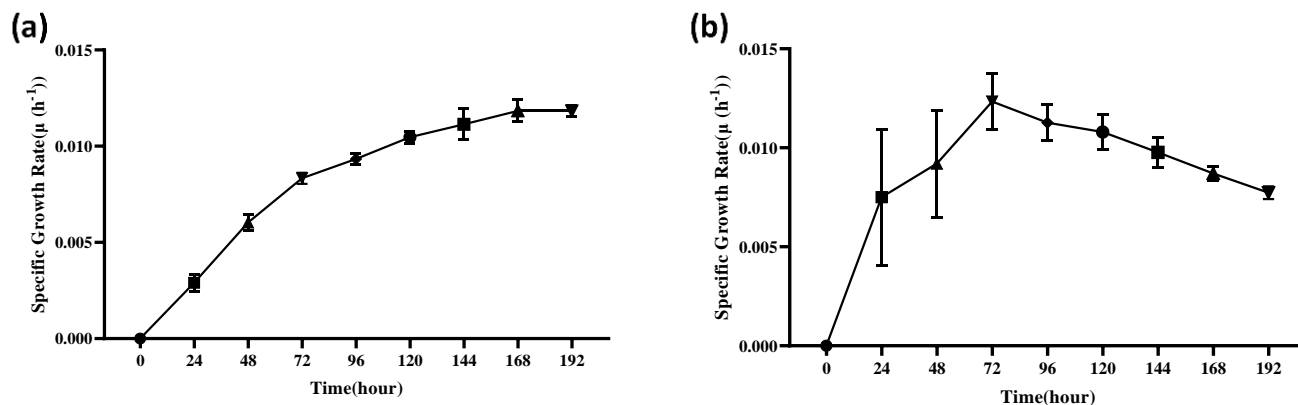 (a)
0.015
0.010
0.005
0.000
Specific Growth Rate(μ (h⁻¹))
0 24 48 72 96 120 144 168 192
Time(hour)
(b)
0.015
0.010
0.005
0.000
Specific Growth Rate(μ (h⁻¹))
0 24 48 72 96 120 144 168 192
Time(hour)